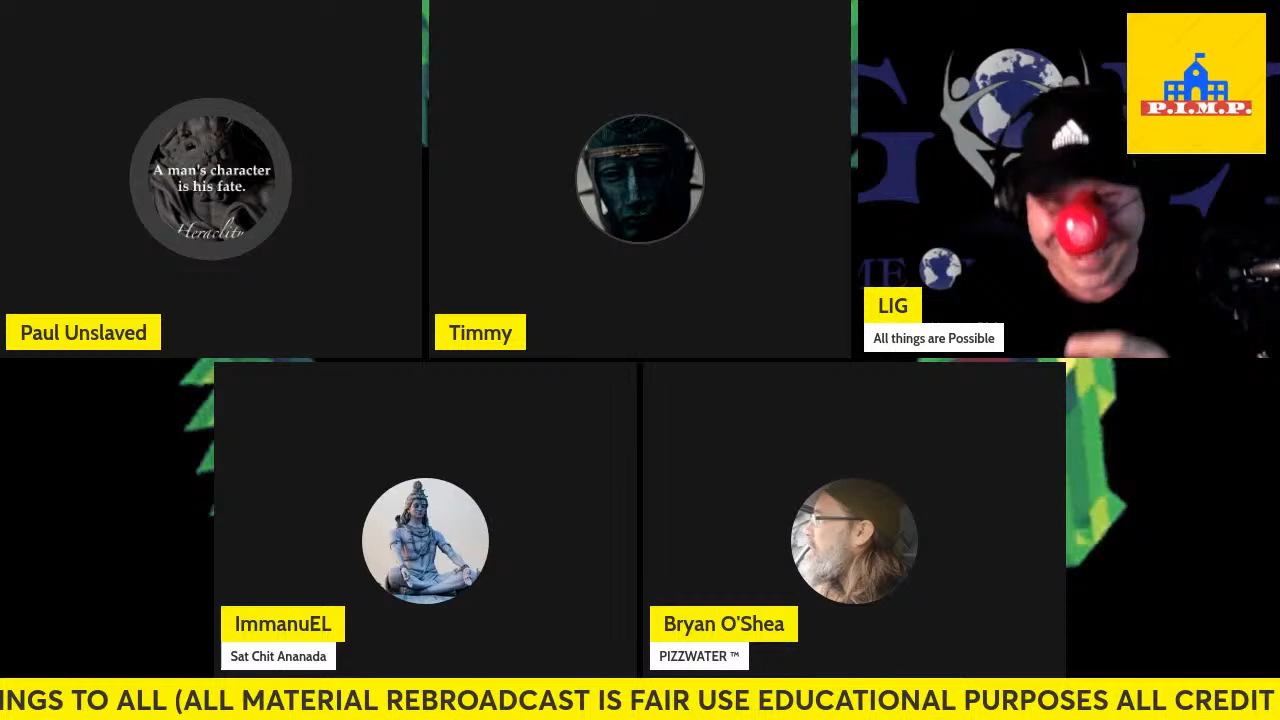 A man's character
is his fate.
Heraclitv
Paul Unslaved
Timmy
P.I.M.P.
LIG
All things are Possible
ImmanuEL
Sat Chit Ananada
Bryan O'Shea
PIZZWATER ™
INGS TO ALL (ALL MATERIAL REBROADCAST IS FAIR USE EDUCATIONAL PURPOSES ALL CREDIT